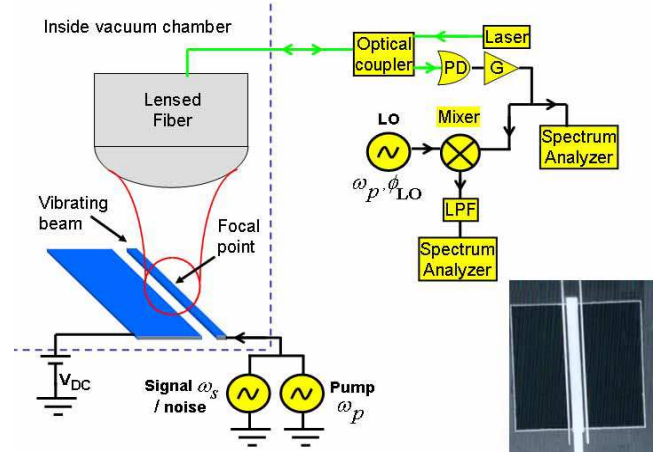 Inside vacuum chamber
Lensed
Fiber
Vibrating
beam
Focal
point
V_DC
Signal ω_s
/ noise
Pump
ω_p
Optical
coupler
Laser
PD
G
LO
Mixer
ω_p, ϕ_LO
LPF
Spectrum
Analyzer
Spectrum
Analyzer